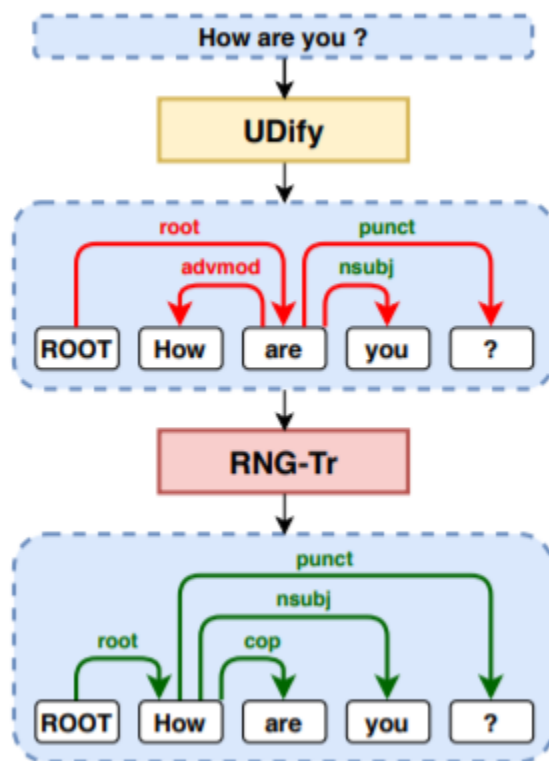 How are you ?
UDify
root punct
advmod nsubj
ROOT How are you ?
RNG-Tr
punct
nsubj
root cop
ROOT How are you ?